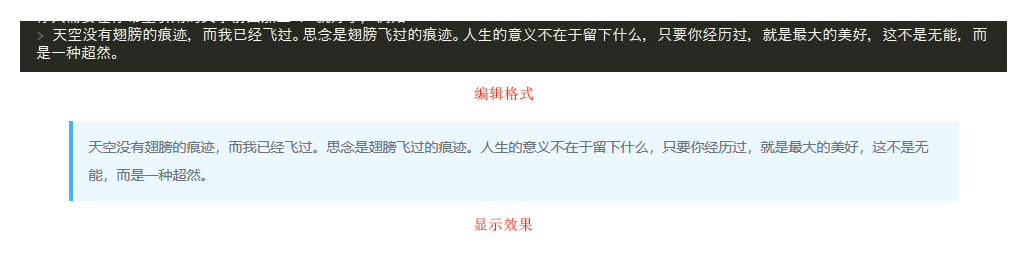 > 天空没有翅膀的痕迹，而我已经飞过。思念是翅膀飞过的痕迹。人生的意义不在于留下什么，只要你经历过，就是最大的美好，这不是无能，而
是一种超然。
编辑格式
天空没有翅膀的痕迹，而我已经飞过。思念是翅膀飞过的痕迹。人生的意义不在于留下什么，只要你经历过，就是最大的美好，这不是无
能，而是一种超然。
显示效果